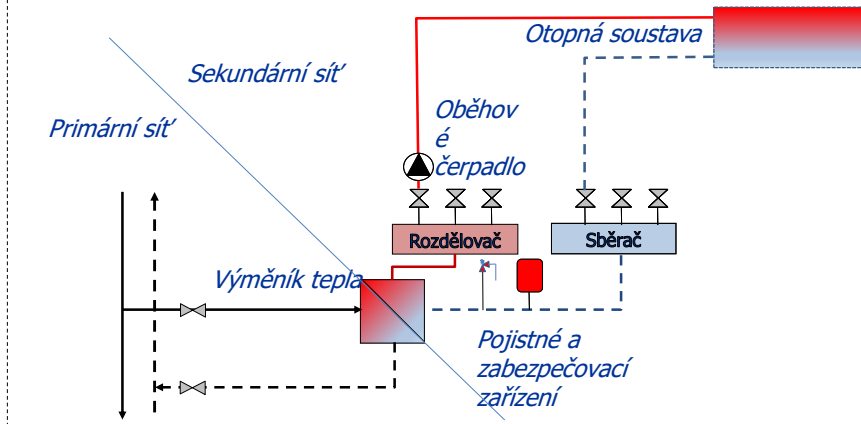 Otopná soustava
Sekundární síť
Primární síť
Oběhov
é
čerpadlo
Rozdělovač
Sběrač
Výměník tepla
Pojistné a
zabezpečovací
zařízení